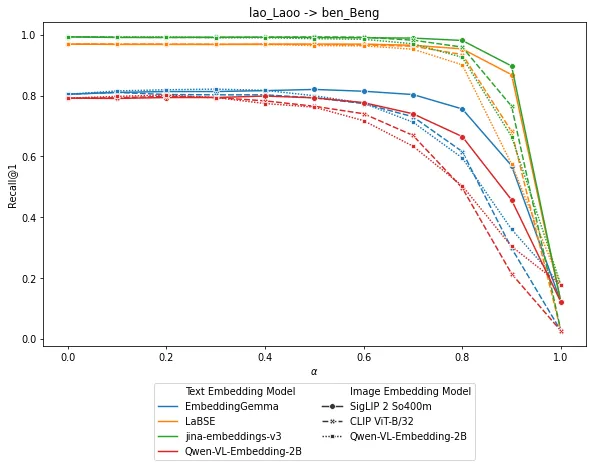 lao_Laoo -> ben_Beng
Recall@1
1.0
0.8
0.6
0.4
0.2
0.0
0.0 0.2 0.4 0.6 0.8 1.0
α
Text Embedding Model
EmbeddingGemma
LaBSE
jina-embeddings-v3
Qwen-VL-Embedding-2B
Image Embedding Model
SigLIP 2 So400m
CLIP ViT-B/32
Qwen-VL-Embedding-2B